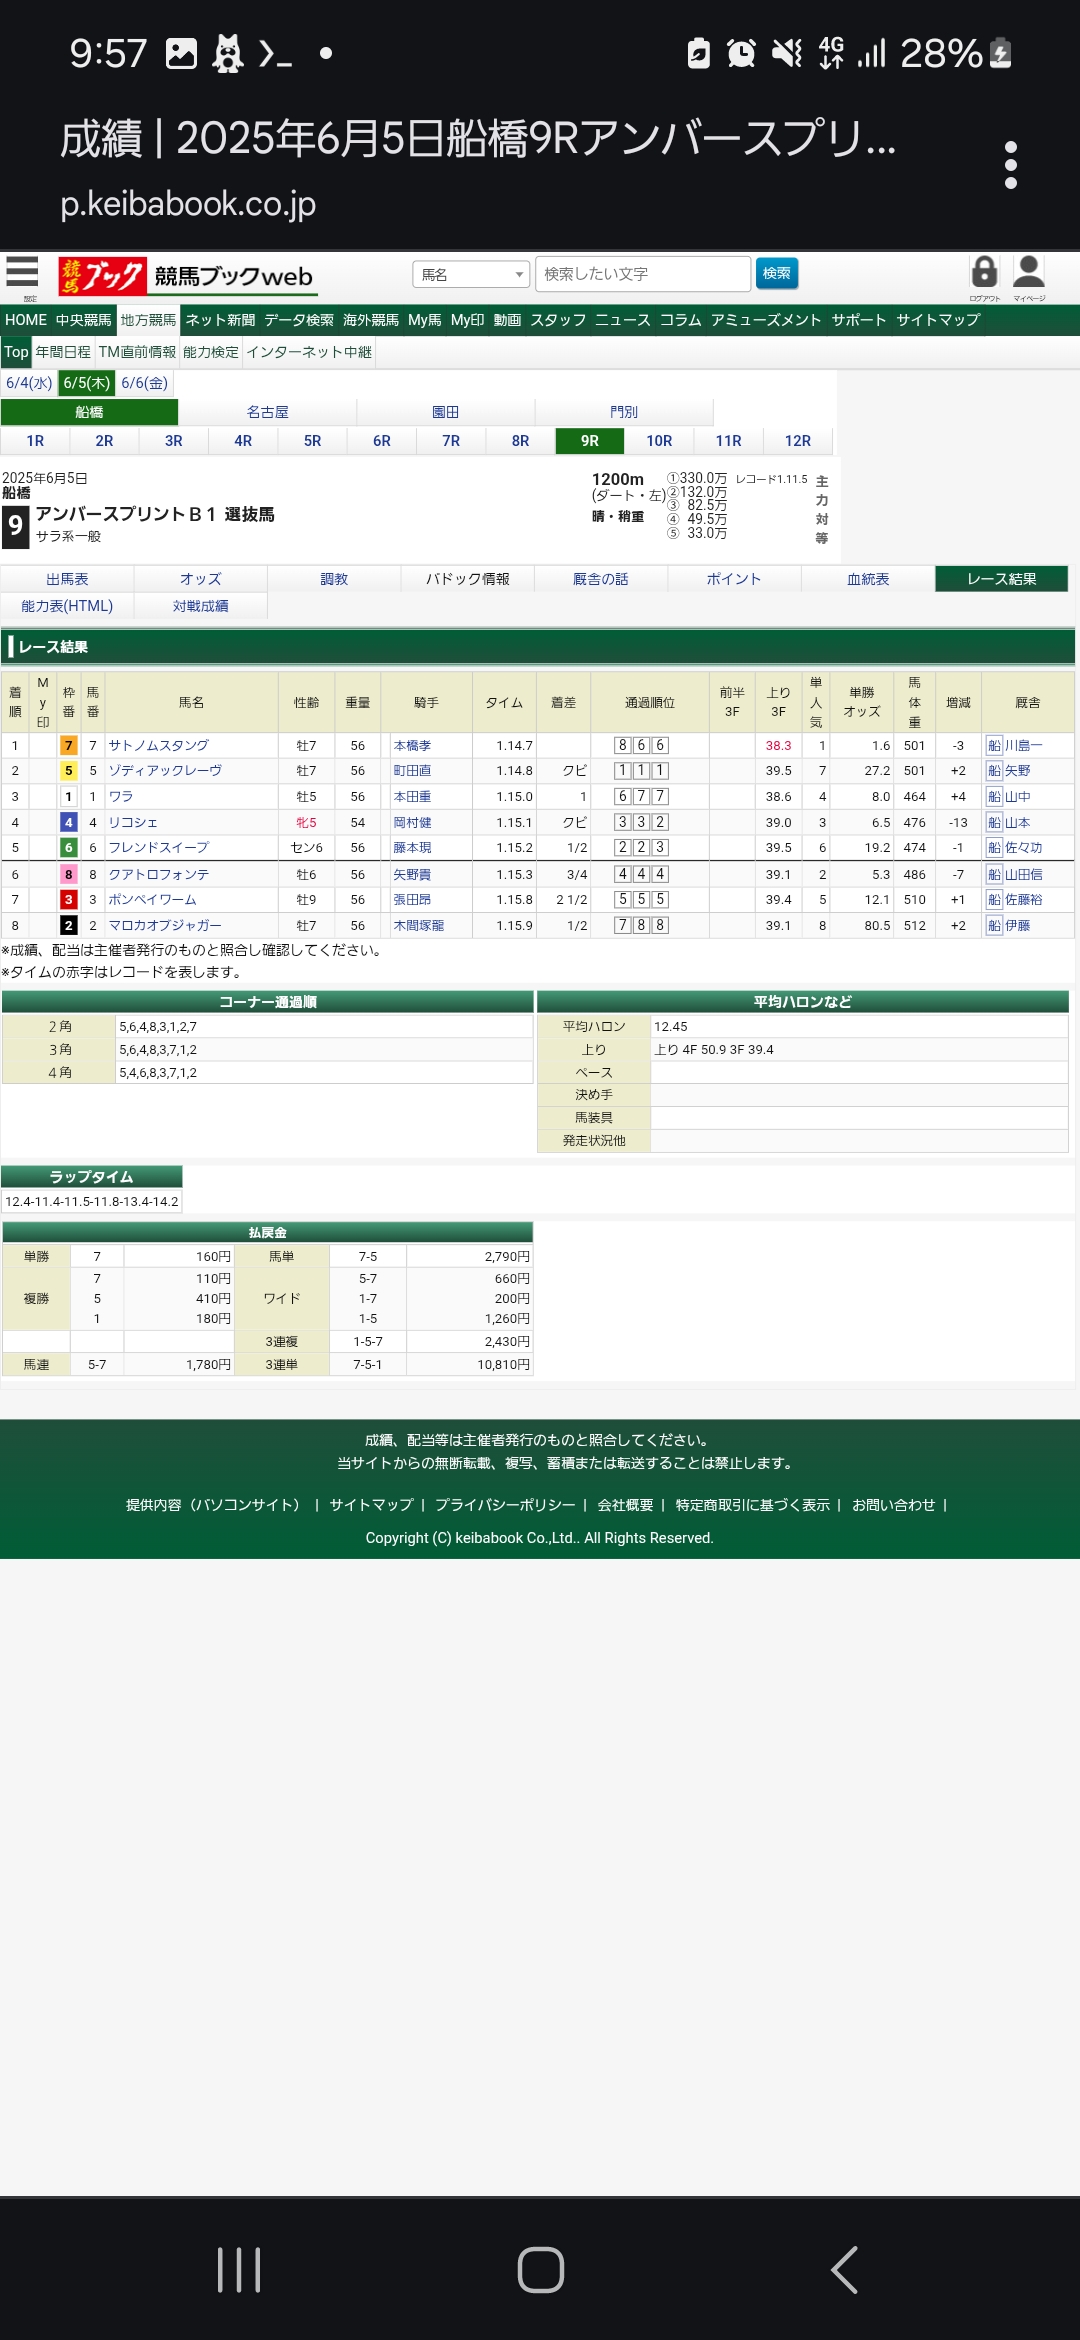 9:57 4G 28%
成績 | 2025年6月5日船橋9Rアンバースプリ...
p.keibabook.co.jp
設定 競馬ブック 競馬ブックweb 馬名 検索したい文字 検索 ログアウト マイページ
HOME 中央競馬 地方競馬 ネット新聞 データ検索 海外競馬 My馬 My印 動画 スタッフ ニュース コラム アミューズメント サポート サイトマップ
Top 年間日程 TM直前情報 能力検定 インターネット中継
6/4(水) 6/5(木) 6/6(金)
船橋 名古屋 園田 門別
1R 2R 3R 4R 5R 6R 7R 8R 9R 10R 11R 12R
2025年6月5日
船橋
9 アンバースプリントＢ１ 選抜馬
サラ系一般
1200m
(ダート・左)
晴・稍重
①330.0万
②132.0万
③ 82.5万
④ 49.5万
⑤ 33.0万
レコード1.11.5
主力対等
出馬表 オッズ 調教 パドック情報 厩舎の話 ポイント 血統表 レース結果
能力表(HTML) 対戦成績
レース結果
着順 My印 枠番 馬番 馬名 性齢 重量 騎手 タイム 着差 通過順位 前半3F 上り3F 単人気 単勝オッズ 馬体重 増減 厩舎
1 7 7 サトノムスタング 牡7 56 本橋孝 1.14.7 8 6 6 38.3 1 1.6 501 -3 船 川島一
2 5 5 ゾディアックレーヴ 牡7 56 町田直 1.14.8 クビ 1 1 1 39.5 7 27.2 501 +2 船 矢野
3 1 1 ワラ 牡5 56 本田重 1.15.0 1 6 7 7 38.6 4 8.0 464 +4 船 山中
4 4 4 リコシェ 牝5 54 岡村健 1.15.1 クビ 3 3 2 39.0 3 6.5 476 -13 船 山本
5 6 6 フレンドスイープ セン6 56 藤本現 1.15.2 1/2 2 2 3 39.5 6 19.2 474 -1 船 佐々功
6 8 8 クアトロフォンテ 牡6 56 矢野貴 1.15.3 3/4 4 4 4 39.1 2 5.3 486 -7 船 山田信
7 3 3 ボンベイワーム 牡9 56 張田昂 1.15.8 2 1/2 5 5 5 39.4 5 12.1 510 +1 船 佐藤裕
8 2 2 マロカオブジャガー 牡7 56 木間塚龍 1.15.9 1/2 7 8 8 39.1 8 80.5 512 +2 船 伊藤
※成績、配当は主催者発行のものと照合し確認してください。
※タイムの赤字はレコードを表します。
コーナー通過順
２角 5,6,4,8,3,1,2,7
３角 5,6,4,8,3,7,1,2
４角 5,4,6,8,3,7,1,2
平均ハロンなど
平均ハロン 12.45
上り 上り 4F 50.9 3F 39.4
ペース
決め手
馬装具
発走状況他
ラップタイム
12.4-11.4-11.5-11.8-13.4-14.2
払戻金
単勝 7 160円 馬単 7-5 2,790円
複勝 7 110円 ワイド 5-7 660円
5 410円 1-7 200円
1 180円 1-5 1,260円
3連複 1-5-7 2,430円
馬連 5-7 1,780円 3連単 7-5-1 10,810円
成績、配当等は主催者発行のものと照合してください。
当サイトからの無断転載、複写、蓄積または転送することは禁止します。
提供内容（パソコンサイト） | サイトマップ | プライバシーポリシー | 会社概要 | 特定商取引に基づく表示 | お問い合わせ |
Copyright (C) keibabook Co.,Ltd.. All Rights Reserved.